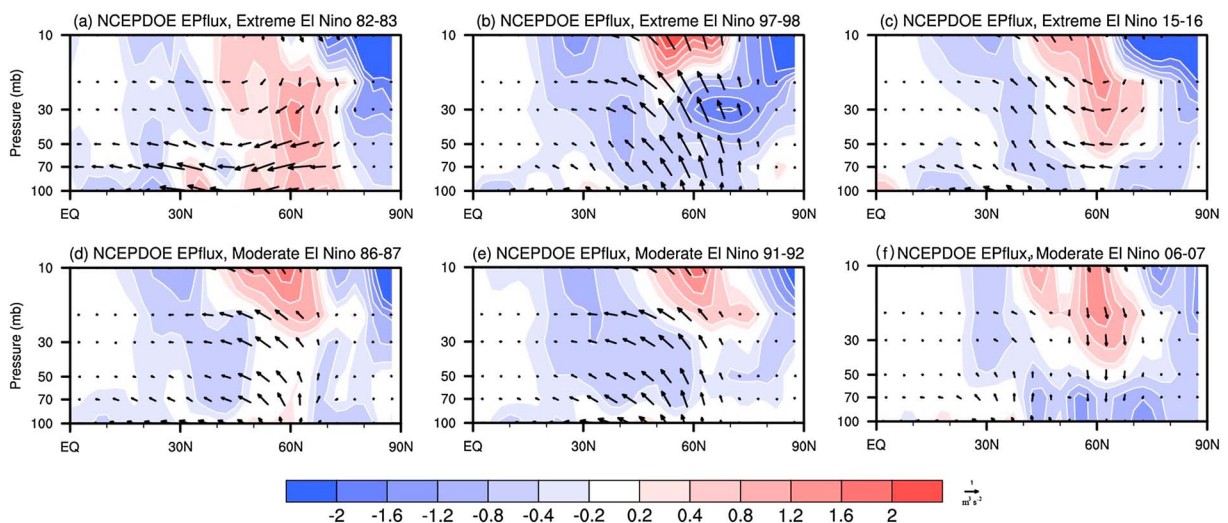 (a) NCEPDOE EPflux, Extreme El Nino 82-83
(b) NCEPDOE EPflux, Extreme El Nino 97-98
(c) NCEPDOE EPflux, Extreme El Nino 15-16
Pressure (mb)
10
30
50
70
100
EQ 30N 60N 90N
10
30
50
70
100
EQ 30N 60N 90N
10
30
50
70
100
EQ 30N 60N 90N
(d) NCEPDOE EPflux, Moderate El Nino 86-87
(e) NCEPDOE EPflux, Moderate El Nino 91-92
(f) NCEPDOE EPflux, Moderate El Nino 06-07
Pressure (mb)
10
30
50
70
100
EQ 30N 60N 90N
10
30
50
70
100
EQ 30N 60N 90N
10
30
50
70
100
EQ 30N 60N 90N
-2 -1.6 -1.2 -0.8 -0.4 -0.2 0.2 0.4 0.8 1.2 1.6 2
1
m³ s⁻²